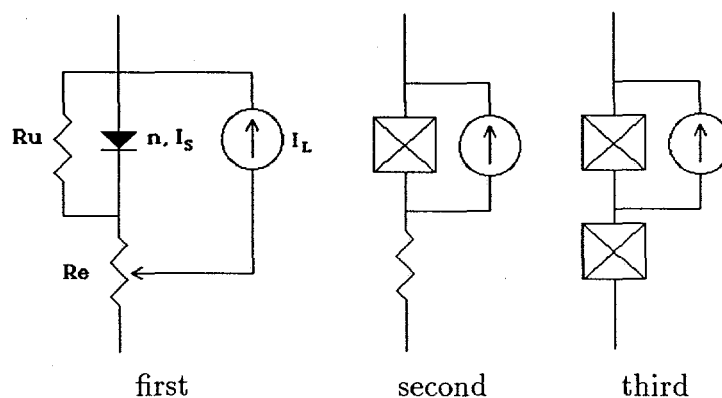 Ru
n, I_S
I_L
Re
first
second
third